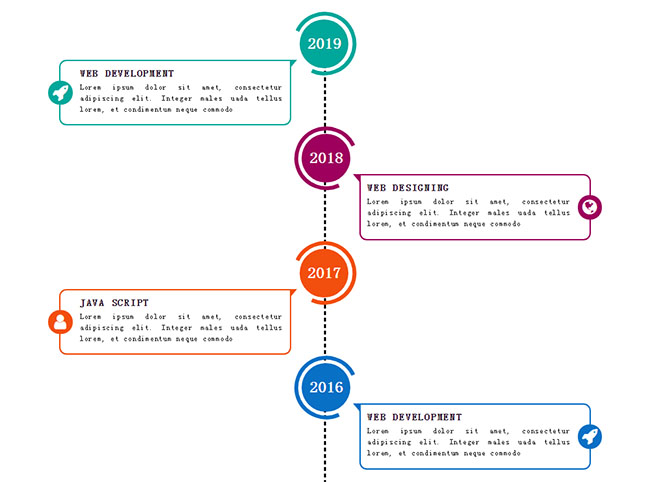 2019
WEB DEVELOPMENT
Lorem ipsum dolor sit amet, consectetur
adipiscing elit. Integer males uada tellus
lorem, et condimentum neque commodo
2018
WEB DESIGNING
Lorem ipsum dolor sit amet, consectetur
adipiscing elit. Integer males uada tellus
lorem, et condimentum neque commodo
2017
JAVA SCRIPT
Lorem ipsum dolor sit amet, consectetur
adipiscing elit. Integer males uada tellus
lorem, et condimentum neque commodo
2016
WEB DEVELOPMENT
Lorem ipsum dolor sit amet, consectetur
adipiscing elit. Integer males uada tellus
lorem, et condimentum neque commodo